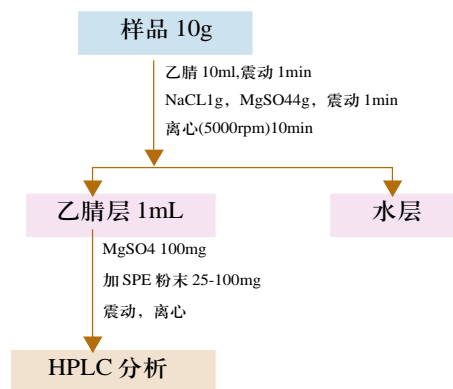 样品 10g
乙腈 10ml,震动 1min
NaCL1g，MgSO44g，震动 1min
离心(5000rpm)10min
乙腈层 1mL
水层
MgSO4 100mg
加 SPE 粉末 25-100mg
震动，离心
HPLC 分析